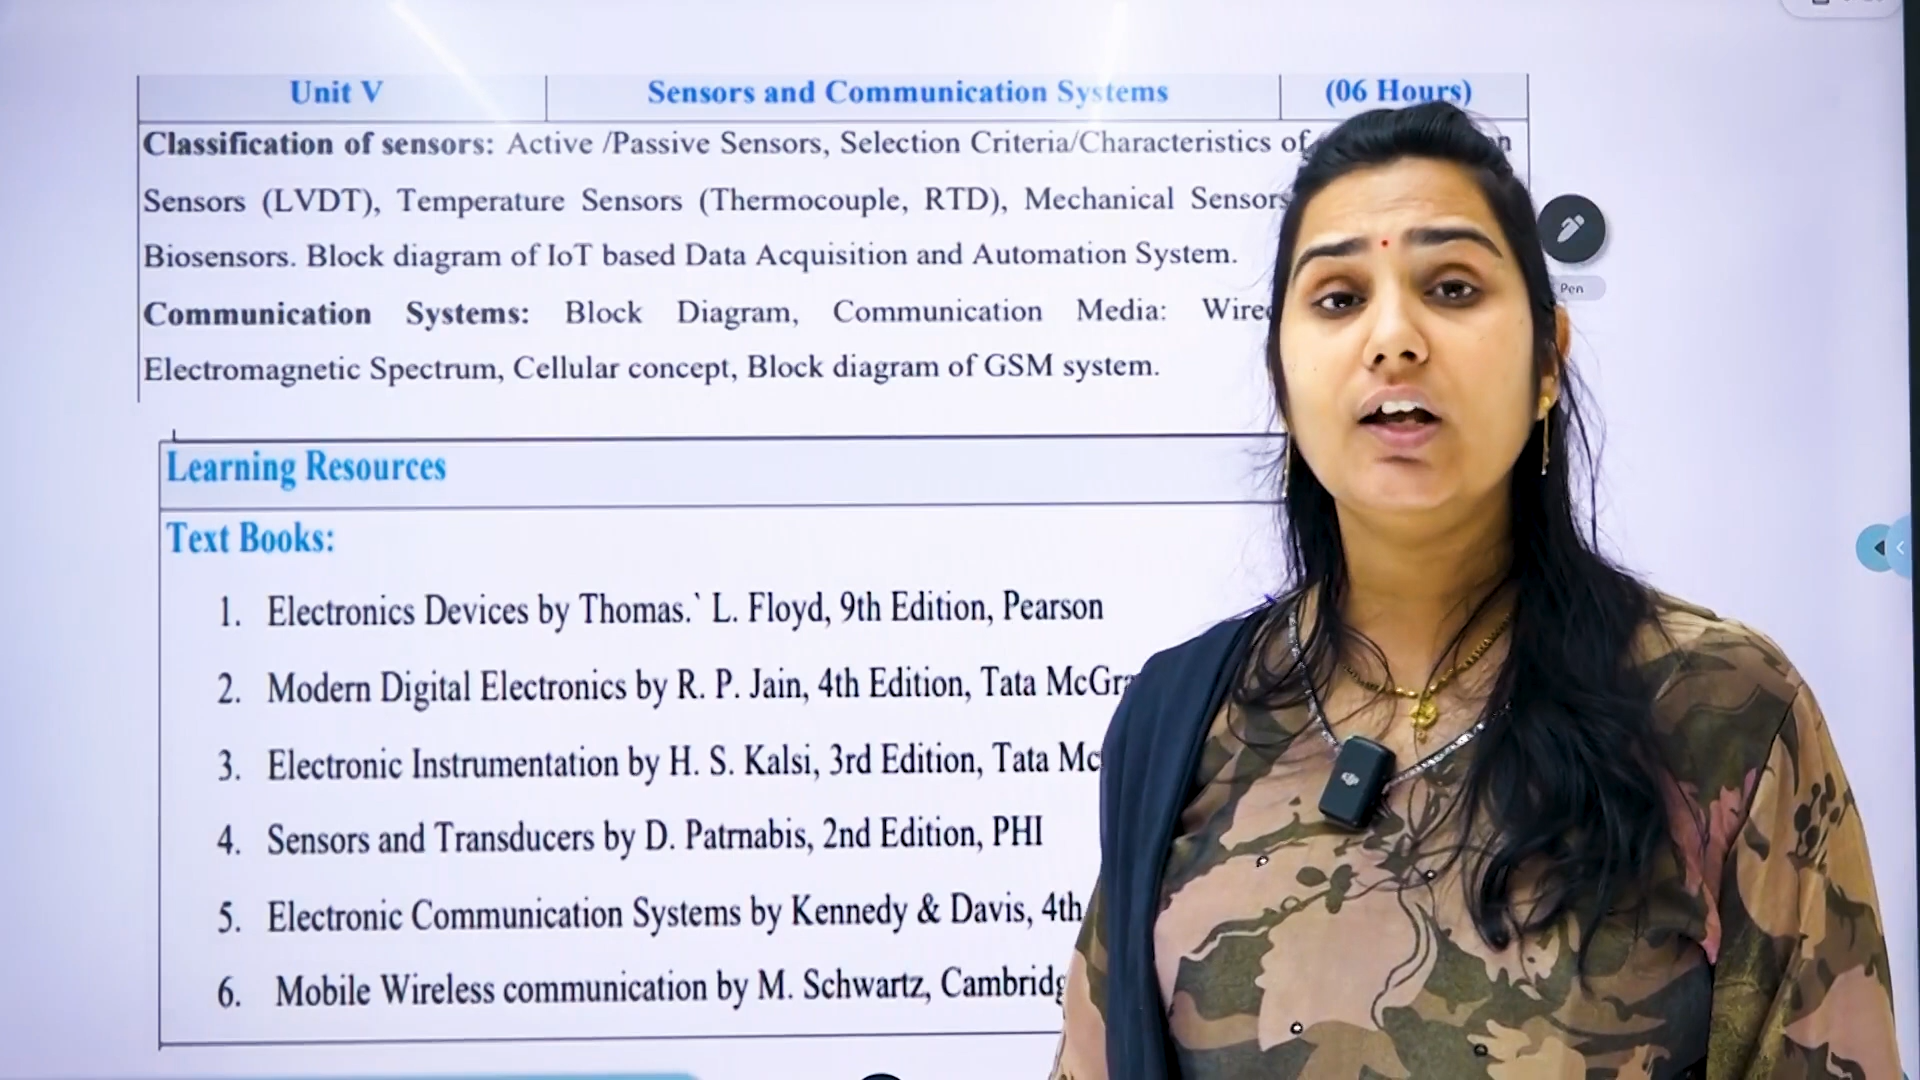 Unit V Sensors and Communication Systems (06 Hours)
Classification of sensors: Active /Passive Sensors, Selection Criteria/Characteristics of
Sensors (LVDT), Temperature Sensors (Thermocouple, RTD), Mechanical Sensors
Biosensors. Block diagram of IoT based Data Acquisition and Automation System.
Communication Systems: Block Diagram, Communication Media:
Electromagnetic Spectrum, Cellular concept, Block diagram of GSM system.
Pen
Learning Resources
Text Books:
1. Electronics Devices by Thomas.` L. Floyd, 9th Edition, Pearson
2. Modern Digital Electronics by R. P. Jain, 4th Edition, Tata
3. Electronic Instrumentation by H. S. Kalsi, 3rd Edition, Tata
4. Sensors and Transducers by D. Patrnabis, 2nd Edition, PHI
5. Electronic Communication Systems by Kennedy & Davis, 4th
6. Mobile Wireless communication by M. Schwartz,